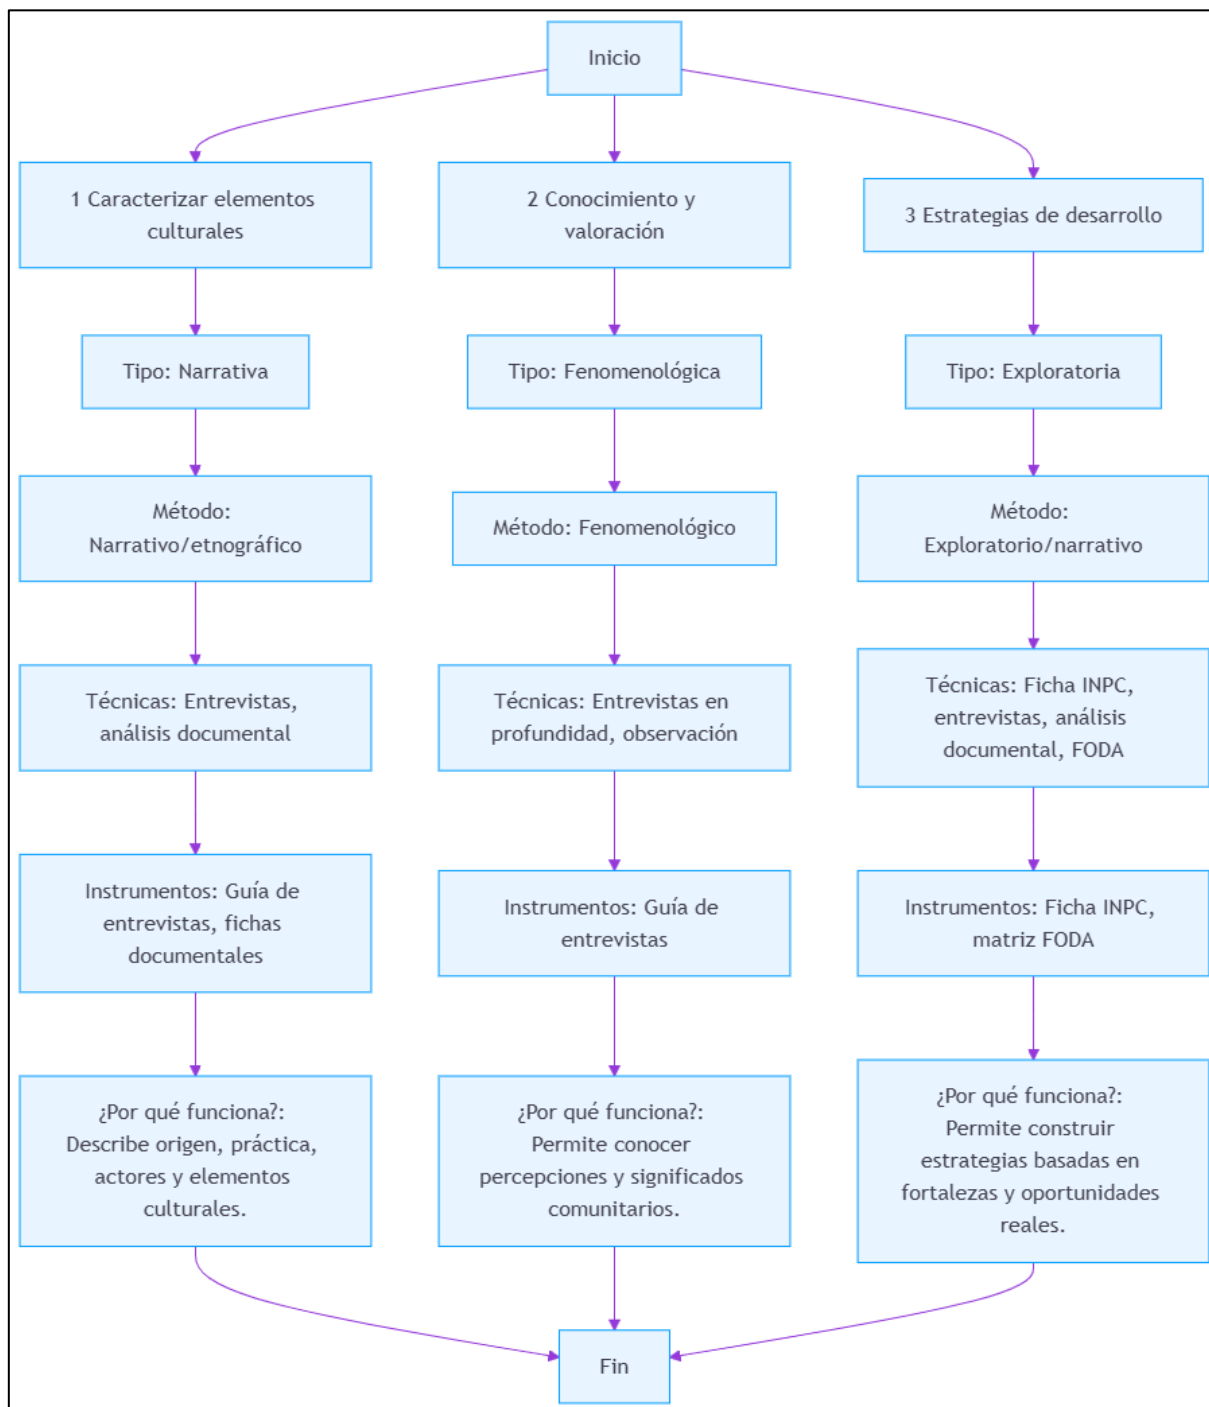 Inicio
1 Caracterizar elementos
culturales
2 Conocimiento y
valoración
3 Estrategias de desarrollo
Tipo: Narrativa
Tipo: Fenomenológica
Tipo: Exploratoria
Método:
Narrativo/etnográfico
Método: Fenomenológico
Método:
Exploratorio/narrativo
Técnicas: Entrevistas,
análisis documental
Técnicas: Entrevistas en
profundidad, observación
Técnicas: Ficha INPC,
entrevistas, análisis
documental, FODA
Instrumentos: Guía de
entrevistas, fichas
documentales
Instrumentos: Guía de
entrevistas
Instrumentos: Ficha INPC,
matriz FODA
¿Por qué funciona?:
Describe origen, práctica,
actores y elementos
culturales.
¿Por qué funciona?:
Permite conocer
percepciones y significados
comunitarios.
¿Por qué funciona?:
Permite construir
estrategias basadas en
fortalezas y oportunidades
reales.
Fin